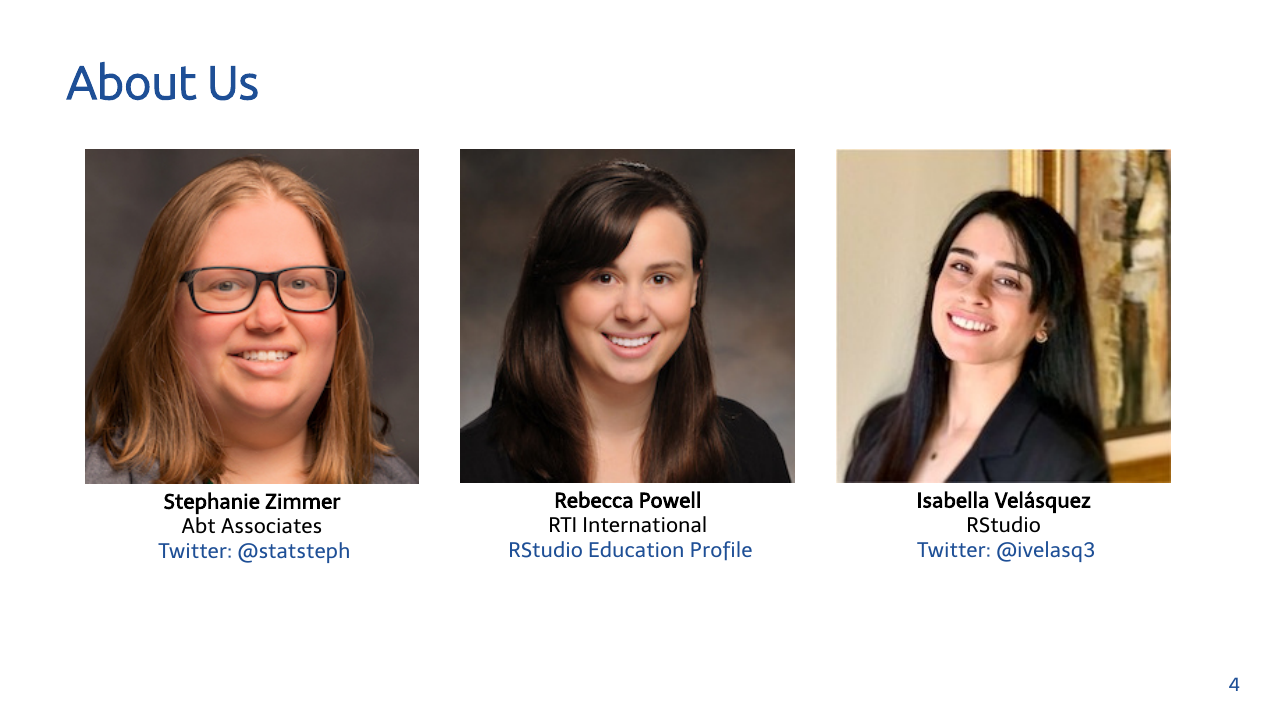 About Us
Stephanie Zimmer
Abt Associates
Twitter: @statsteph
Rebecca Powell
RTI International
RStudio Education Profile
Isabella Velásquez
RStudio
Twitter: @ivelasq3
4